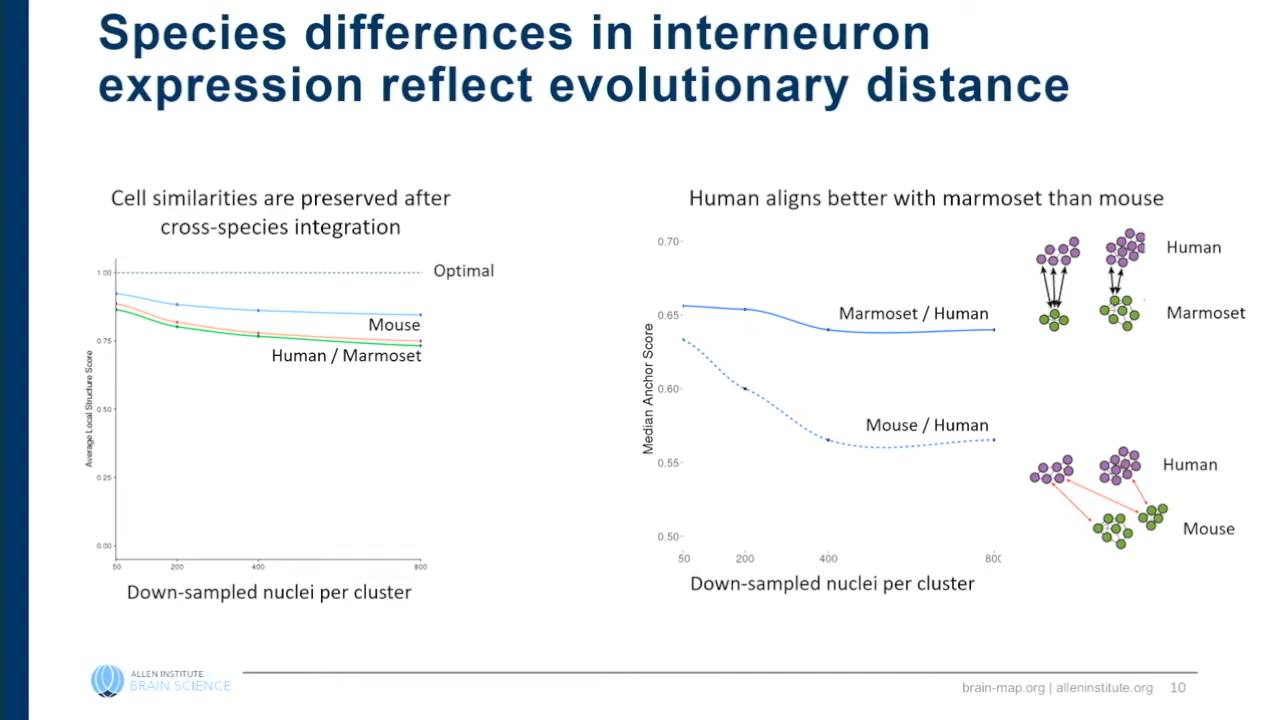 Species differences in interneuron
expression reflect evolutionary distance
Cell similarities are preserved after
cross-species integration
Average Local Structure Score
1.00
0.75
0.50
0.25
0.00
Optimal
Mouse
Human / Marmoset
50
200
400
800
Down-sampled nuclei per cluster
Human aligns better with marmoset than mouse
Median Anchor Score
0.70
0.65
0.60
0.55
0.50
Marmoset / Human
Mouse / Human
50
200
400
800
Down-sampled nuclei per cluster
Human
Marmoset
Human
Mouse
ALLEN INSTITUTE
BRAIN SCIENCE
brain-map.org | alleninstitute.org
10